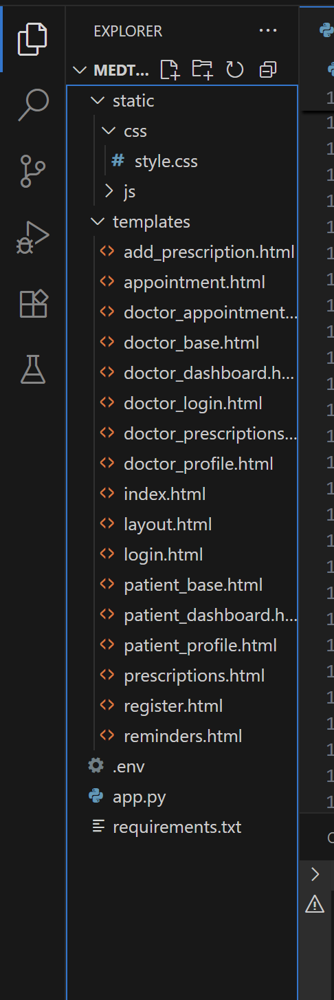 EXPLORER ...
MEDT...
static
css
# style.css
js
templates
<> add_prescription.html
<> appointment.html
<> doctor_appointment...
<> doctor_base.html
<> doctor_dashboard.h...
<> doctor_login.html
<> doctor_prescriptions...
<> doctor_profile.html
<> index.html
<> layout.html
<> login.html
<> patient_base.html
<> patient_dashboard.h...
<> patient_profile.html
<> prescriptions.html
<> register.html
<> reminders.html
.env
app.py
requirements.txt